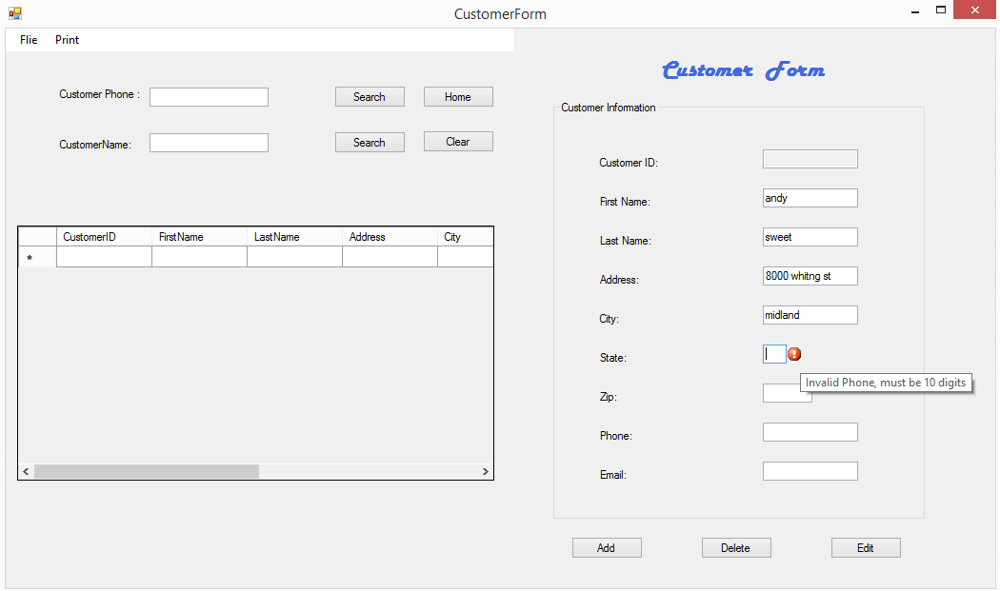 CustomerForm
Flie Print
Customer Form
Customer Phone : Search Home
CustomerName: Search Clear
CustomerID FirstName LastName Address City
*
Customer Information
Customer ID:
First Name: andy
Last Name: sweet
Address: 8000 whitng st
City: midland
State:
Invalid Phone, must be 10 digits
Zip:
Phone:
Email:
Add Delete Edit